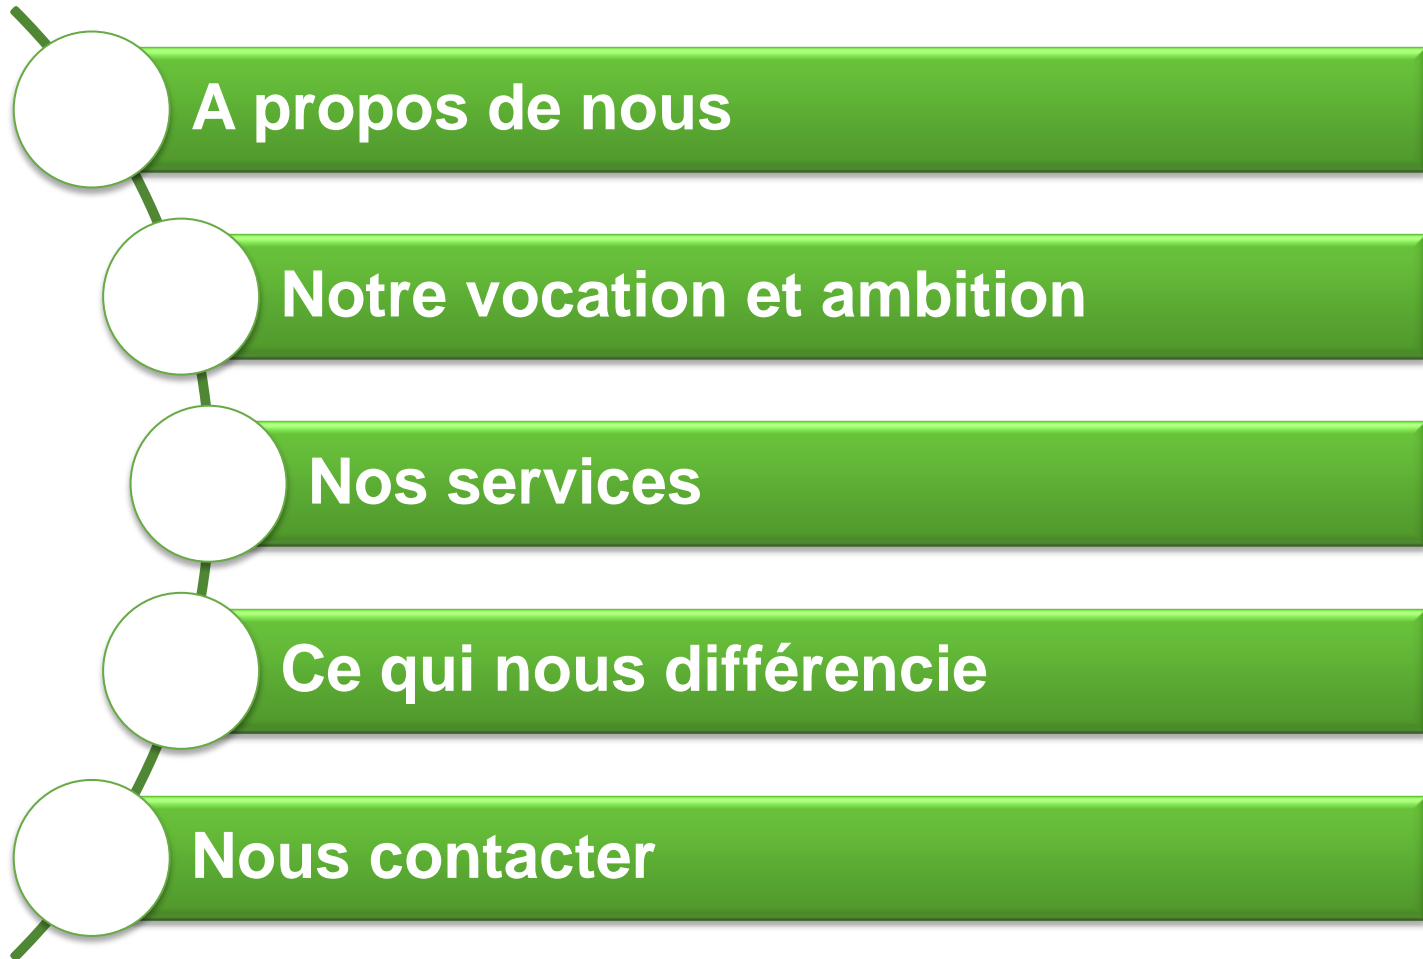 A propos de nous
Notre vocation et ambition
Nos services
Ce qui nous différencie
Nous contacter